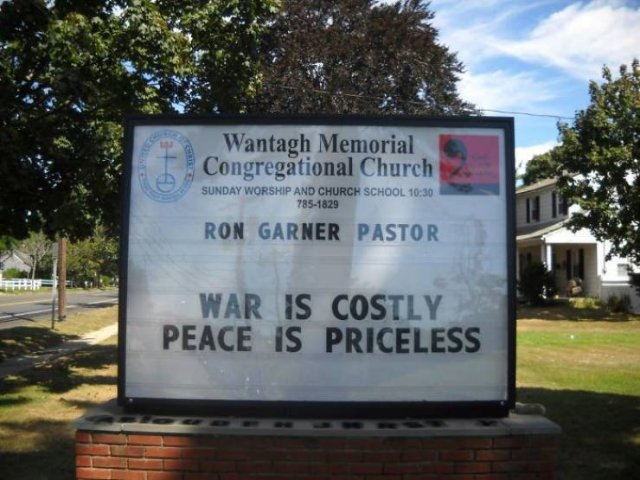 Wantagh Memorial
Congregational Church
SUNDAY WORSHIP AND CHURCH SCHOOL 10:30
785-1829
RON GARNER PASTOR
WAR IS COSTLY
PEACE IS PRICELESS